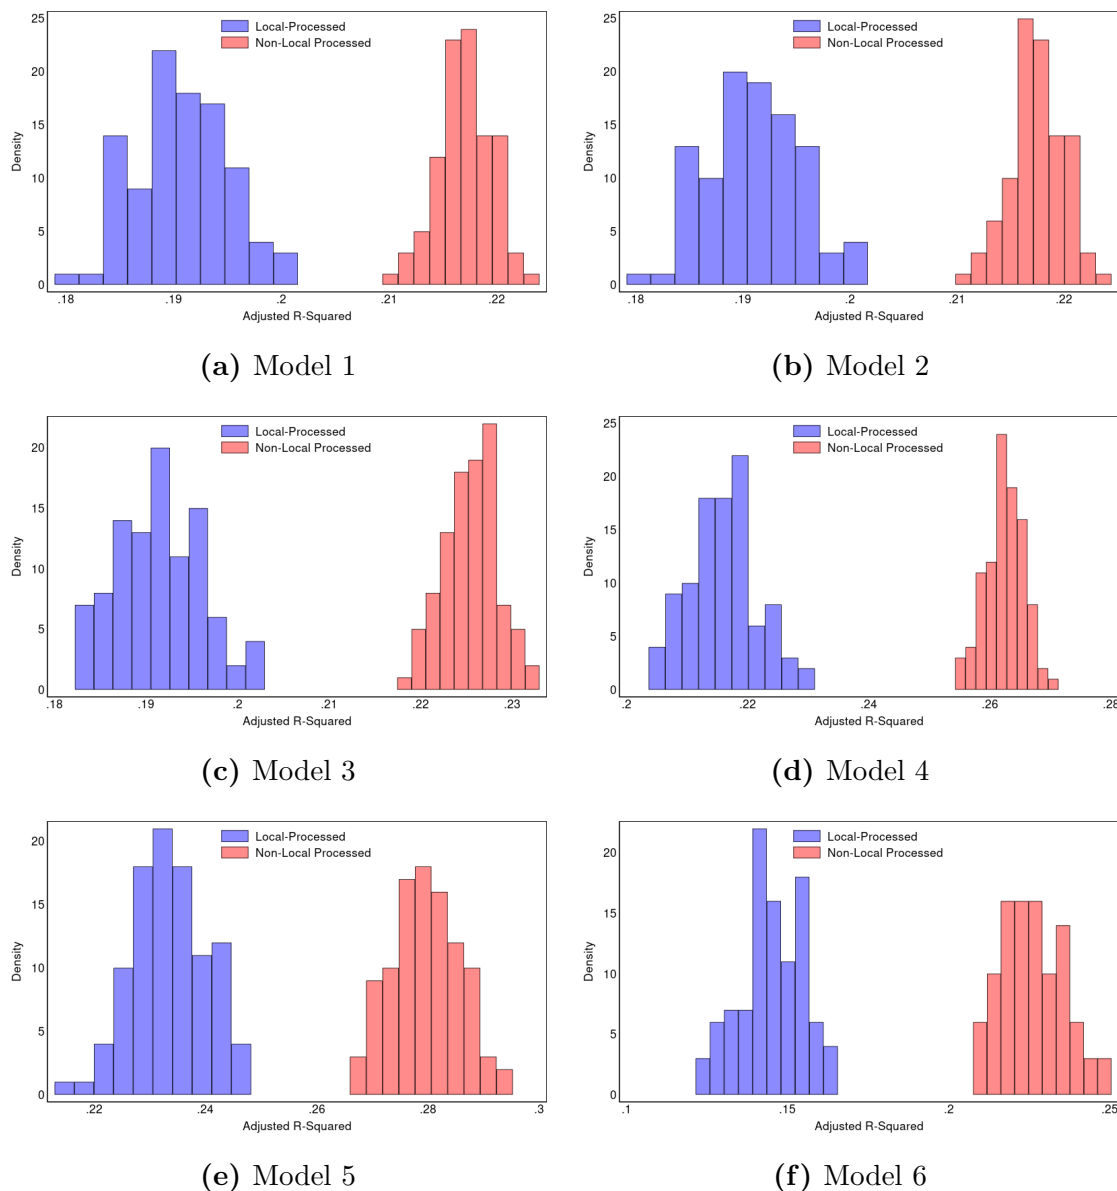 25
20
15
10
5
0
Density
Local-Processed
Non-Local Processed
.18 .19 .2 .21 .22
Adjusted R-Squared
(a) Model 1
25
20
15
10
5
0
Density
Local-Processed
Non-Local Processed
.18 .19 .2 .21 .22
Adjusted R-Squared
(b) Model 2
20
15
10
5
0
Density
Local-Processed
Non-Local Processed
.18 .19 .2 .21 .22 .23
Adjusted R-Squared
(c) Model 3
25
20
15
10
5
0
Density
Local-Processed
Non-Local Processed
.2 .22 .24 .26 .28
Adjusted R-Squared
(d) Model 4
20
15
10
5
0
Density
Local-Processed
Non-Local Processed
.22 .24 .26 .28 .3
Adjusted R-Squared
(e) Model 5
20
15
10
5
0
Density
Local-Processed
Non-Local Processed
.1 .15 .2 .25
Adjusted R-Squared
(f) Model 6